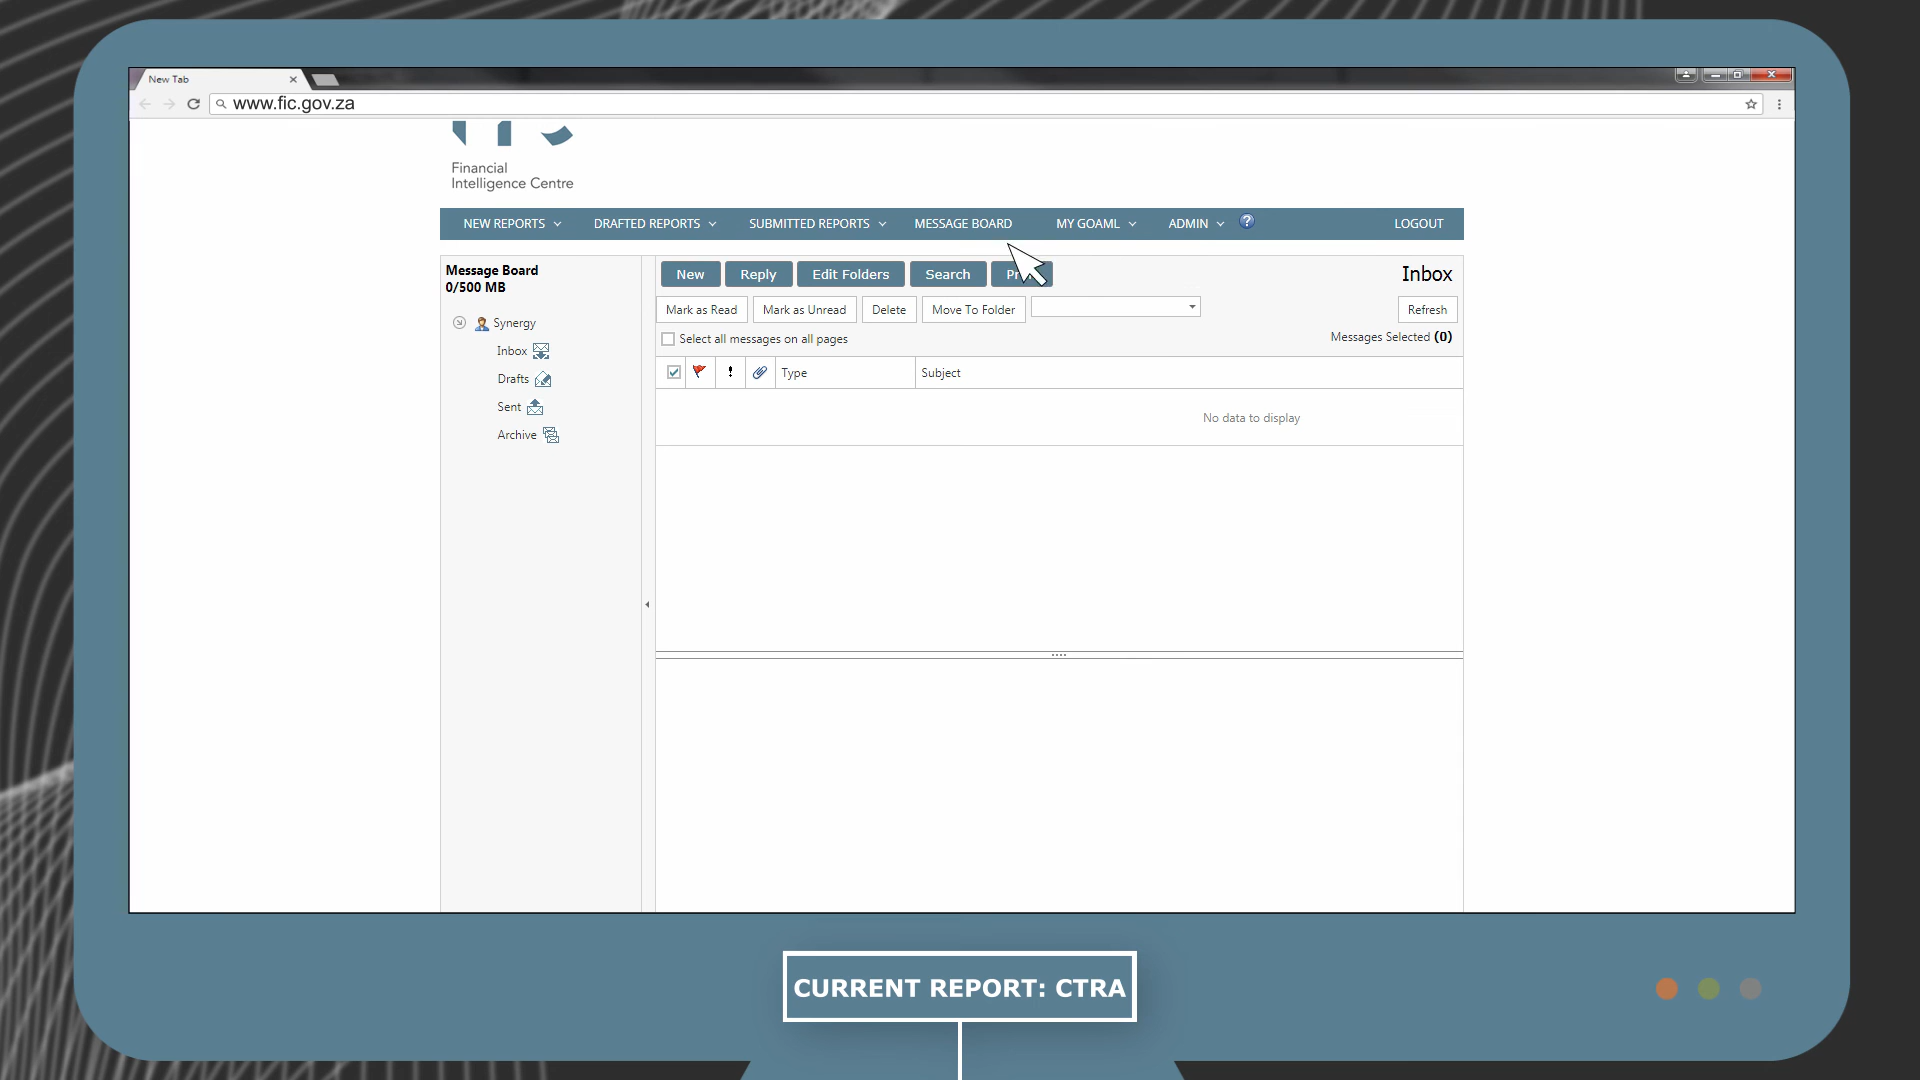 New Tab
www.fic.gov.za
Financial
Intelligence Centre
NEW REPORTS DRAFTED REPORTS SUBMITTED REPORTS MESSAGE BOARD MY GOAML ADMIN ? LOGOUT
Message Board
0/500 MB
Synergy
Inbox
Drafts
Sent
Archive
New Reply Edit Folders Search Inbox
Mark as Read Mark as Unread Delete Move To Folder Refresh
Select all messages on all pages Messages Selected (0)
! Type Subject
No data to display
CURRENT REPORT: CTRA